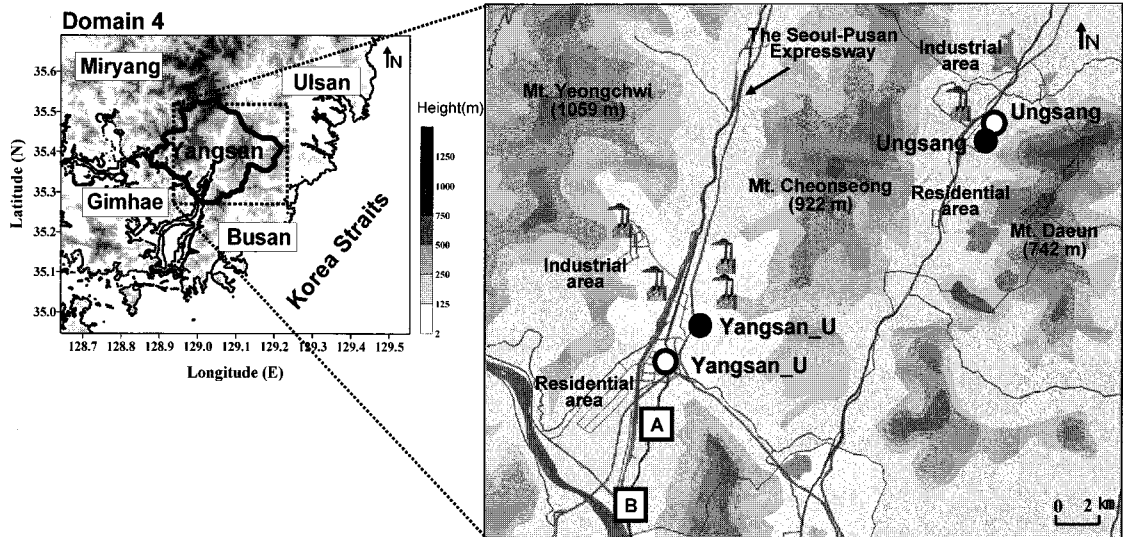 Domain 4
Miryang
Ulsan
N
Yangsan
Gimhae
Busan
Korea Straits
Height(m)
1250
1000
750
500
250
125
2
Latitude (N)
35.6
35.5
35.4
35.3
35.2
35.1
35.0
128.7 128.8 128.9 129.0 129.1 129.2 129.3 129.4 129.5
Longitude (E)
The Seoul-Pusan
Expressway
Industrial
area
N
Mt. Yeongchwi
(1059 m)
Ungsang
Ungsang
Mt. Cheonseong
(922 m)
Residential
area
Mt. Daeun
(742 m)
Industrial
area
Yangsan_U
Yangsan_U
Residential
area
A
B
0 2 km